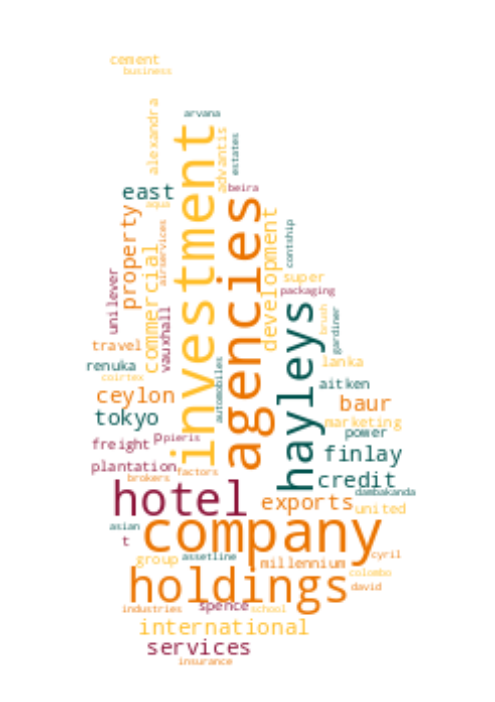 cement
business
alexandra
arvana
advantis
estates
investment
east
beira
aqua
agencies
property
commercial
airservices
development
contship
unilever
super
packaging
vauxhall
hayleys
brush
gardiner
travel
renuka
lanka
coirtex
automobiles
aitken
ceylon
baur
tokyo
marketing
power
freight
p
pieris
finlay
plantation
factors
brokers
credit
hotel
dambakanda
exports
united
asian
company
t
group
assetline
cyril
millennium
colombo
holdings
david
industries
spence
school
international
services
insurance